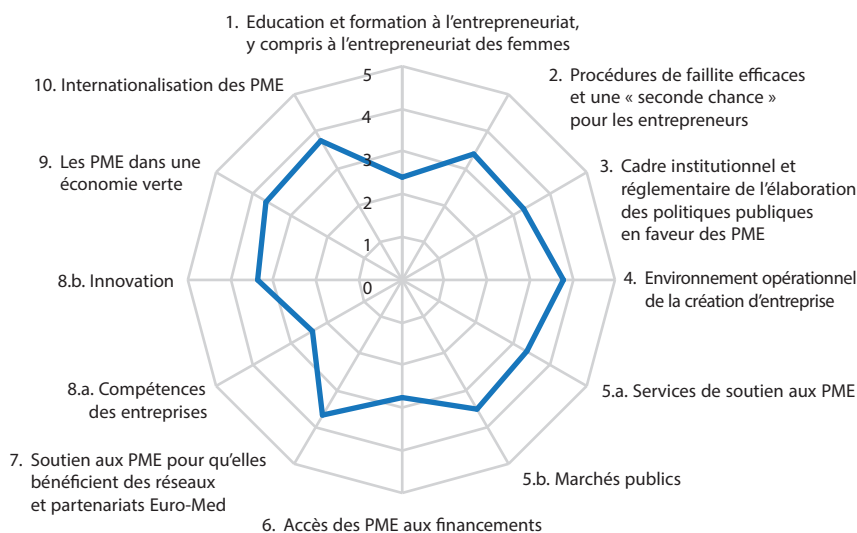 1. Education et formation à l'entrepreneuriat,
y compris à l'entrepreneuriat des femmes
2. Procédures de faillite efficaces
et une « seconde chance »
pour les entrepreneurs
3. Cadre institutionnel et
réglementaire de l'élaboration
des politiques publiques
en faveur des PME
4. Environnement opérationnel
de la création d'entreprise
5.a. Services de soutien aux PME
5.b. Marchés publics
6. Accès des PME aux financements
7. Soutien aux PME pour qu'elles
bénéficient des réseaux
et partenariats Euro-Med
8.a. Compétences
des entreprises
8.b. Innovation
9. Les PME dans une
économie verte
10. Internationalisation des PME
5
4
3
2
1
0